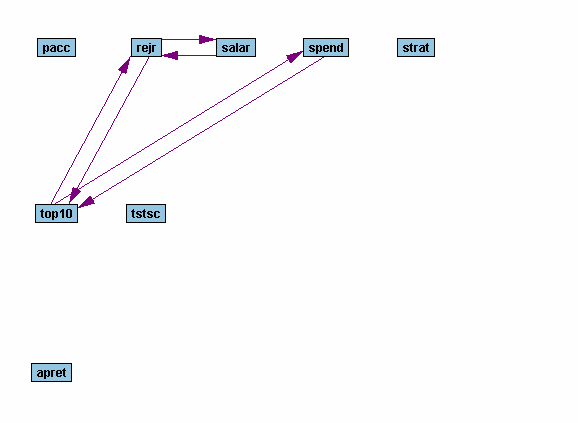 pacc rejr salar spend strat
top10 tstsc
apret